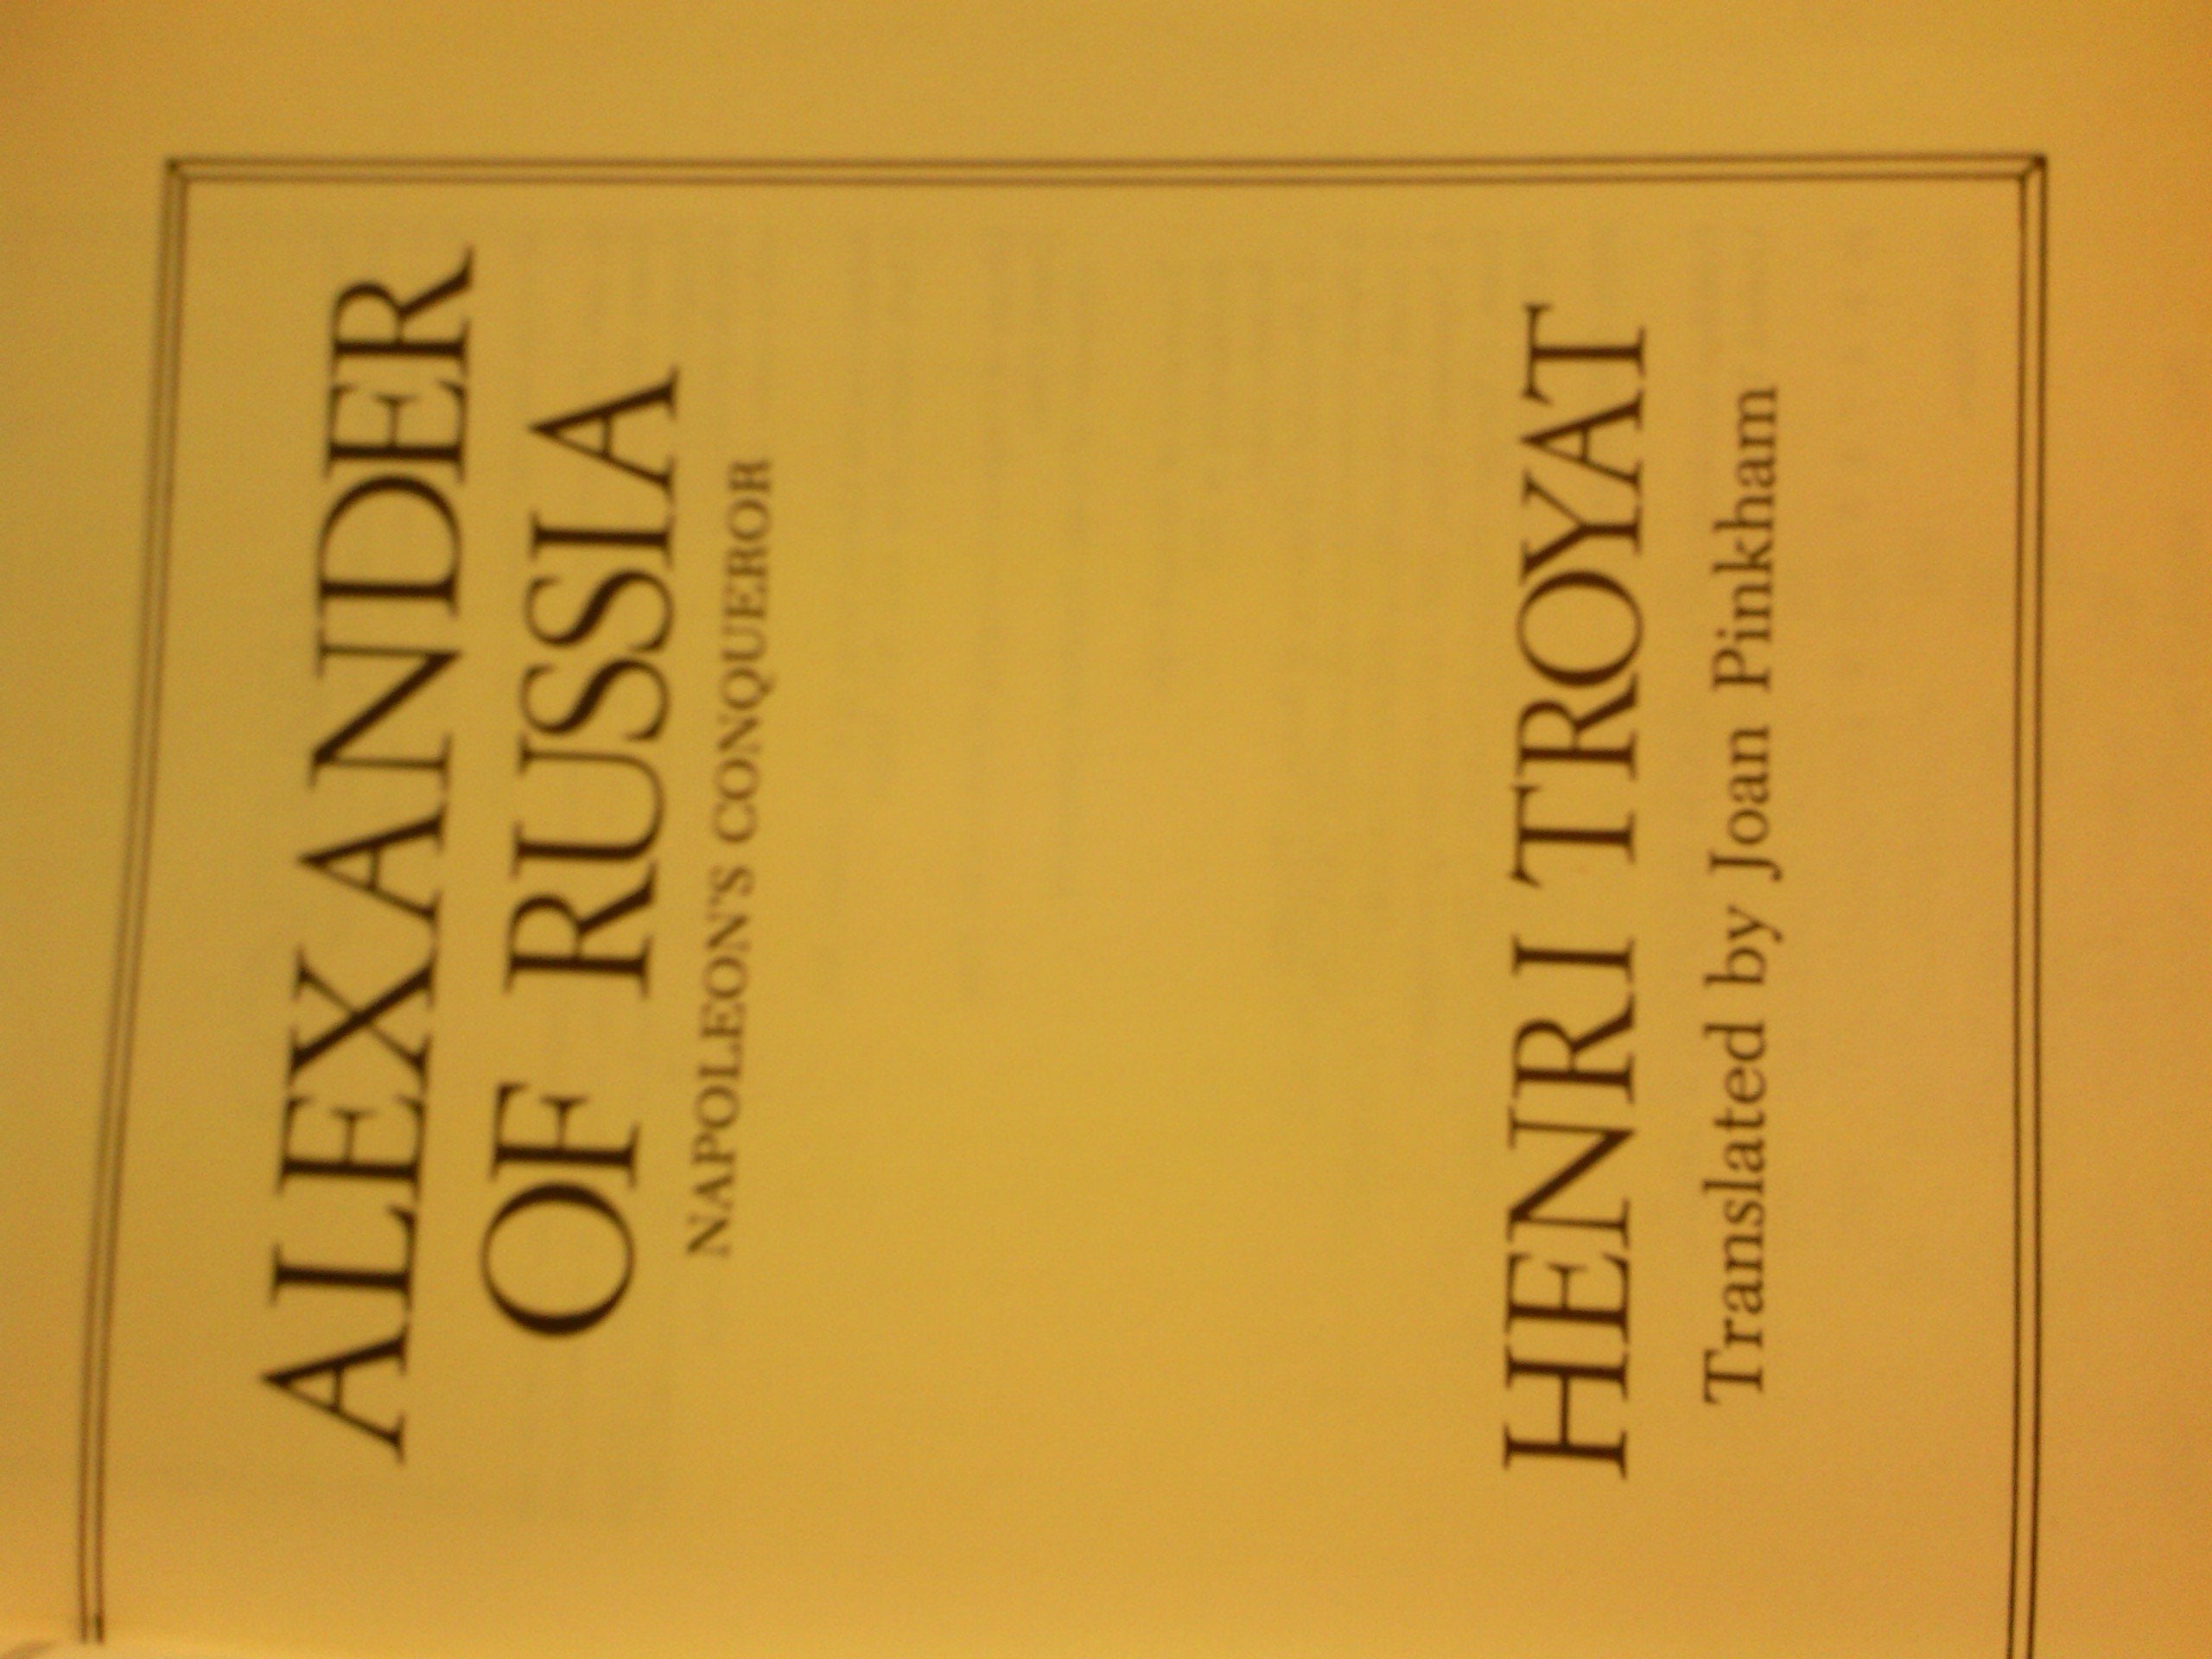 ALEXANDER
OF RUSSIA
NAPOLEON'S CONQUEROR
HENRI TROYAT
Translated by Joan Pinkham